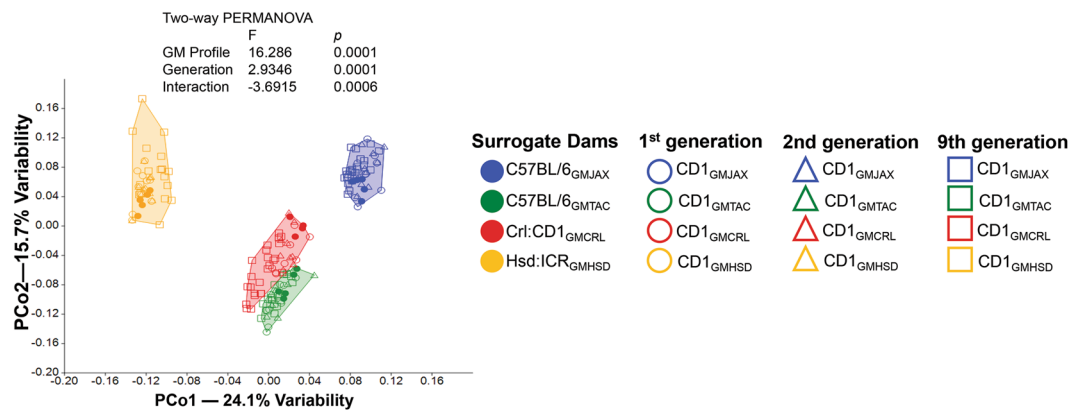 Two-way PERMANOVA
F p
GM Profile 16.286 0.0001
Generation 2.9346 0.0001
Interaction -3.6915 0.0006
PCo2—15.7% Variability
0.16
0.12
0.08
0.04
0.00
-0.04
-0.08
-0.12
-0.16
-0.20
-0.20 -0.16 -0.12 -0.08 -0.04 0.00 0.04 0.08 0.12 0.16
PCo1 — 24.1% Variability
Surrogate Dams 1st generation 2nd generation 9th generation
C57BL/6GMJAX CD1GMJAX CD1GMJAX CD1GMJAX
C57BL/6GMTAC CD1GMTAC CD1GMTAC CD1GMTAC
Crl:CD1GMCRL CD1GMCRL CD1GMCRL CD1GMCRL
Hsd:ICRGMHSD CD1GMHSD CD1GMHSD CD1GMHSD